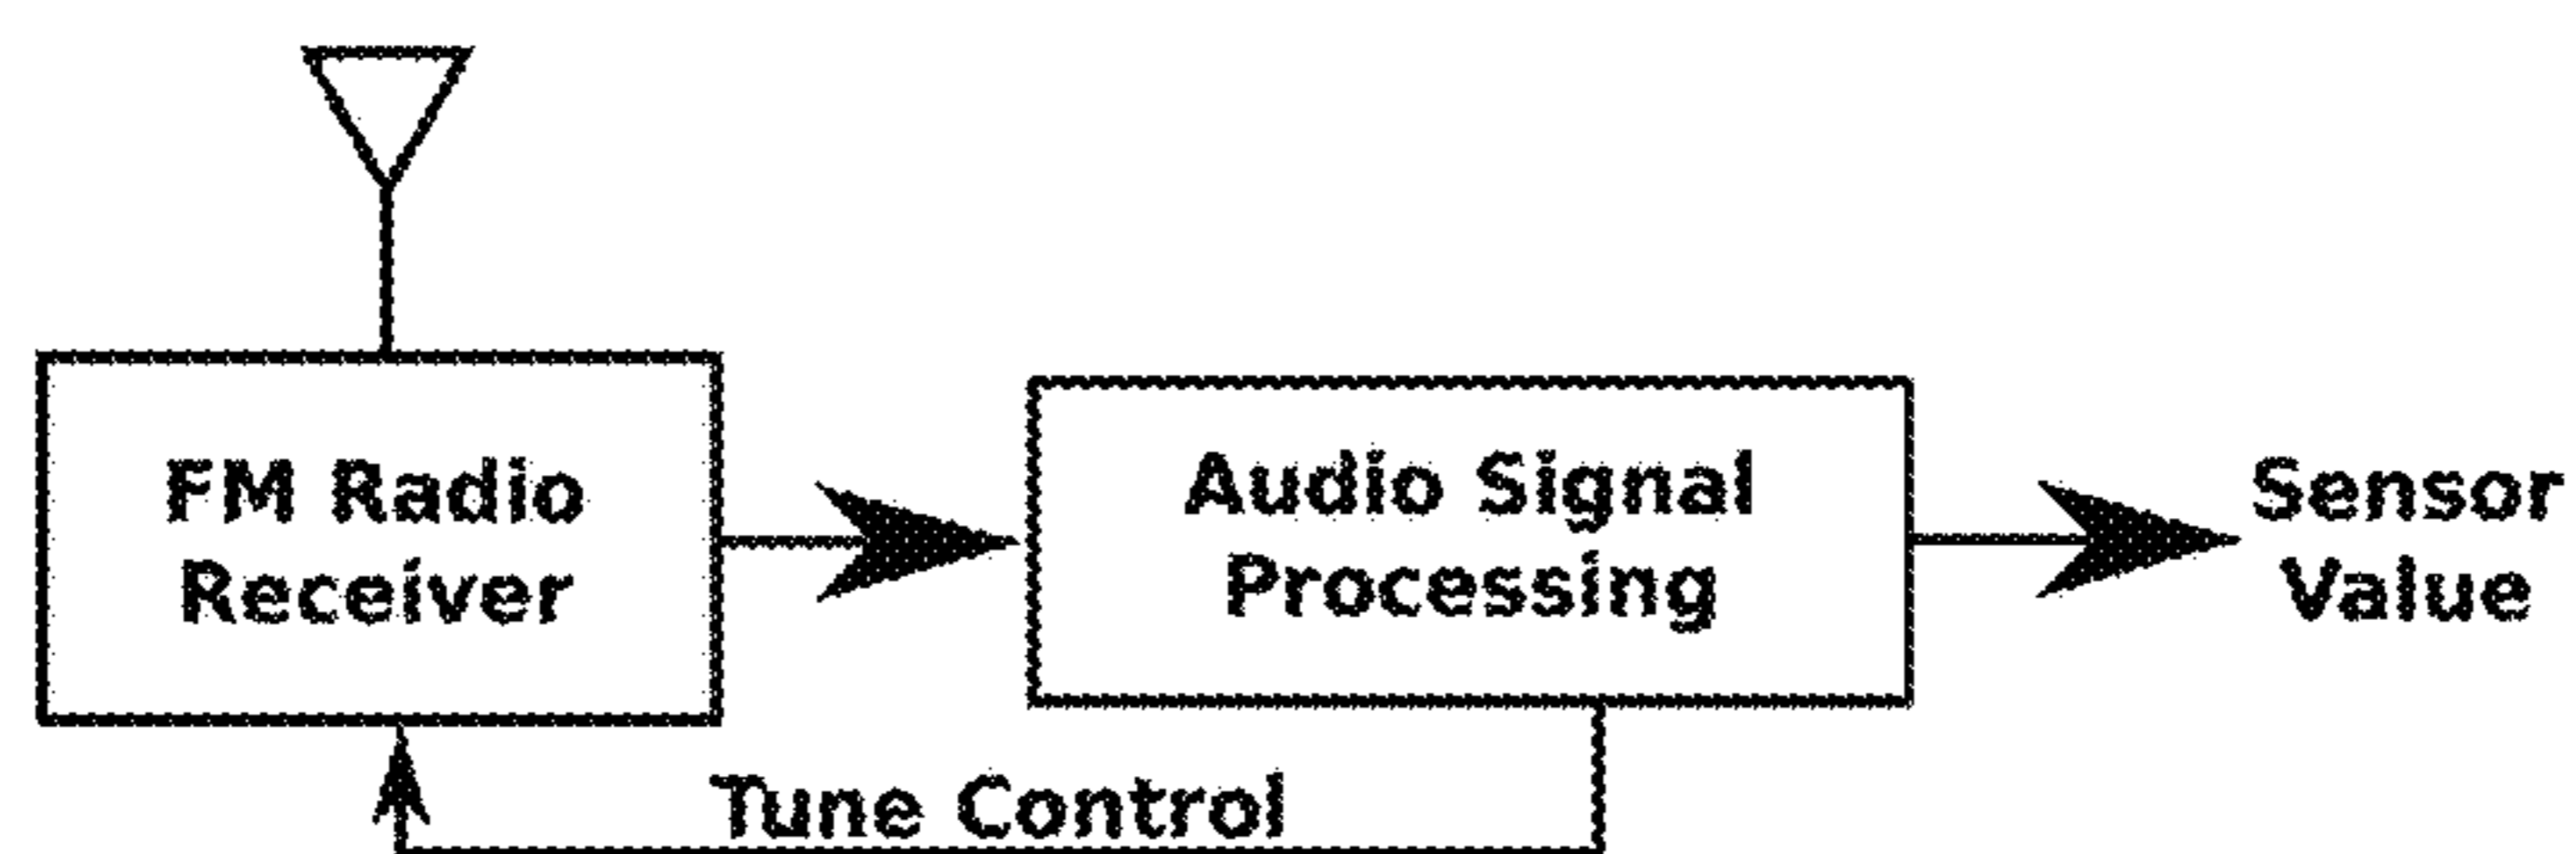 FM Radio
Receiver
Audio Signal
Processing
Sensor
Value
Tune Control